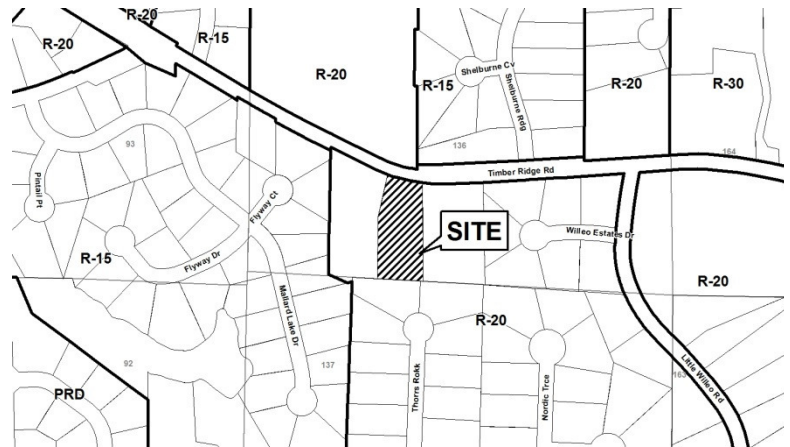 R-20
R-20
R-15
R-20
R-15
Shelburne Cv
Shelburne Rdg
R-20
R-30
93
136
164
Timber Ridge Rd
Pintail Pt
Flyway Ct
SITE
Willeo Estates Dr
R-15
Flyway Dr
Mallard Lake Dr
R-20
R-20
92
137
Thorrs Rokk
Nordic Trce
163
Little Willeo Rd
PRD